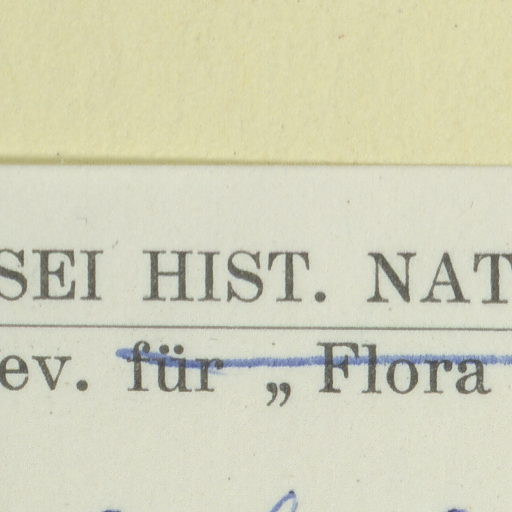 SEI HIST. NAT
ev. für „ Flora